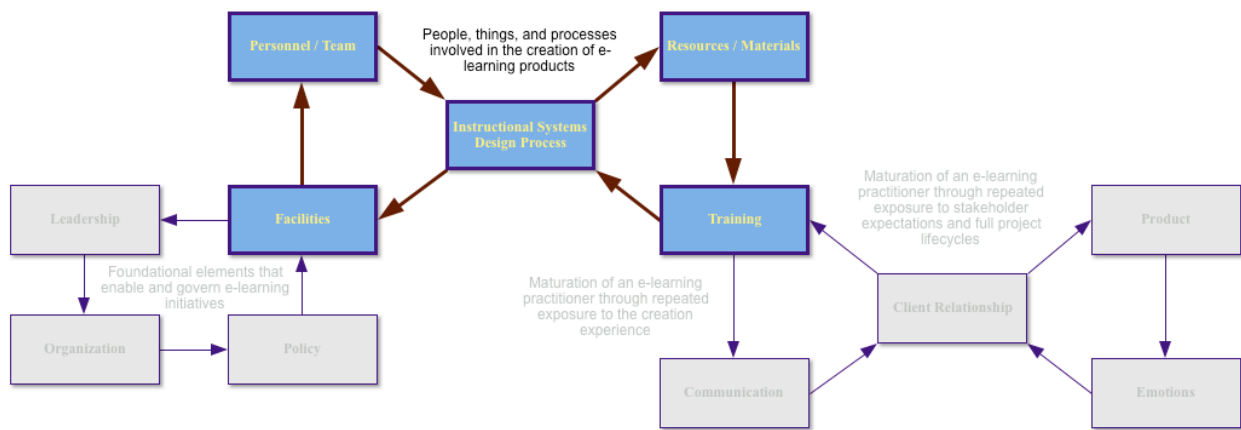 Personnel / Team
People, things, and processes
involved in the creation of e-
learning products
Resources / Materials
Instructional Systems
Design Process
Leadership
Facilities
Training
Maturation of an e-learning
practitioner through repeated
exposure to stakeholder
expectations and full project
lifecycles
Product
Foundational elements that
enable and govern e-learning
initiatives
Maturation of an e-learning
practitioner through repeated
exposure to the creation
experience
Client Relationship
Organization
Policy
Communication
Emotions